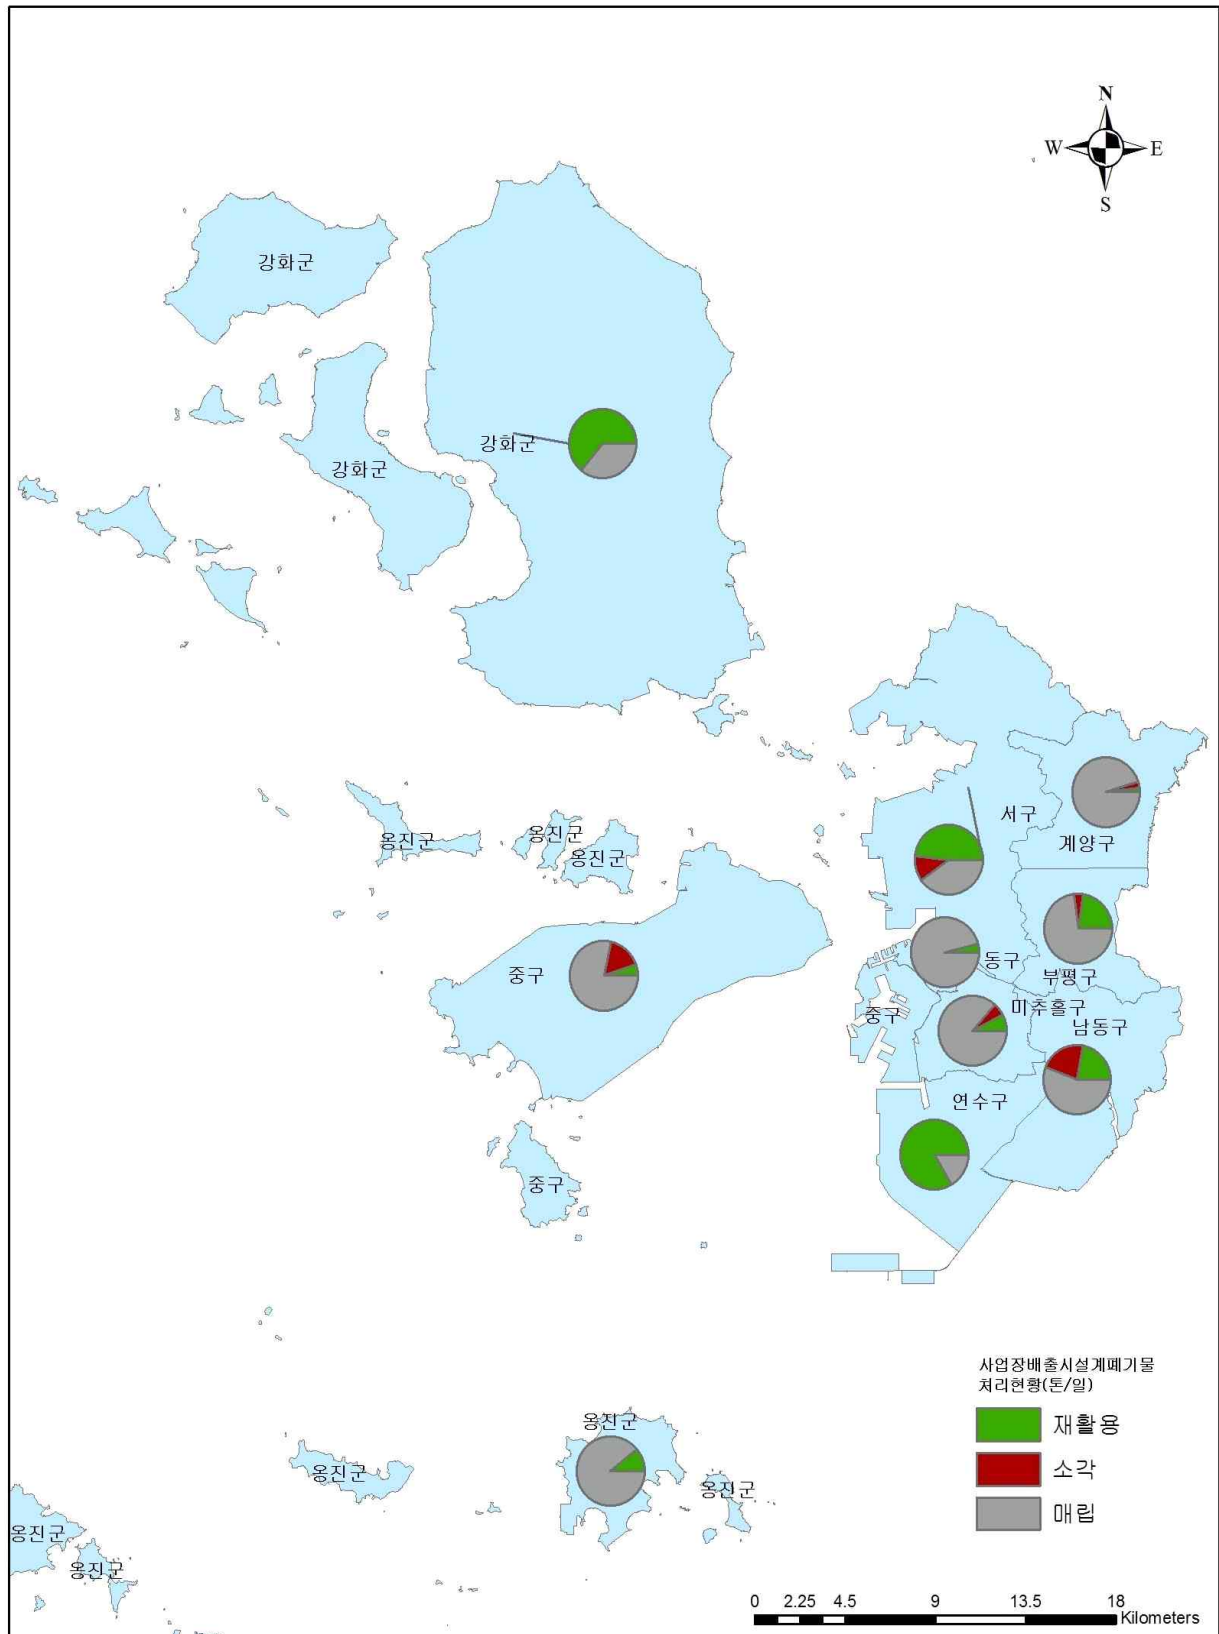 N
W
E
S
강화군
강화군
강화군
서구
계양구
옹진군
옹진군
옹진군
동구
부평구
중구
미추홀구
중구
남동구
연수구
중구
사업장배출시설계폐기물
처리현황(톤/일)
재활용
소각
매립
옹진군
옹진군
옹진군
옹진군
옹진군
0 2.25 4.5 9 13.5 18
Kilometers